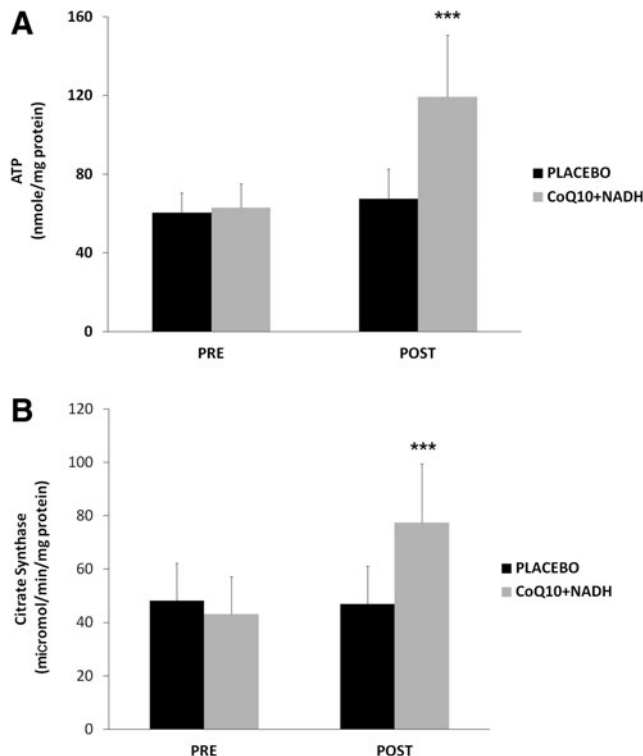 A
160
***
120
80
40
0
ATP
(nmole/mg protein)
PRE
POST
PLACEBO
CoQ10+NADH
B
120
***
100
80
60
40
20
0
Citrate Synthase
(micromol/min/mg protein)
PRE
POST
PLACEBO
CoQ10+NADH